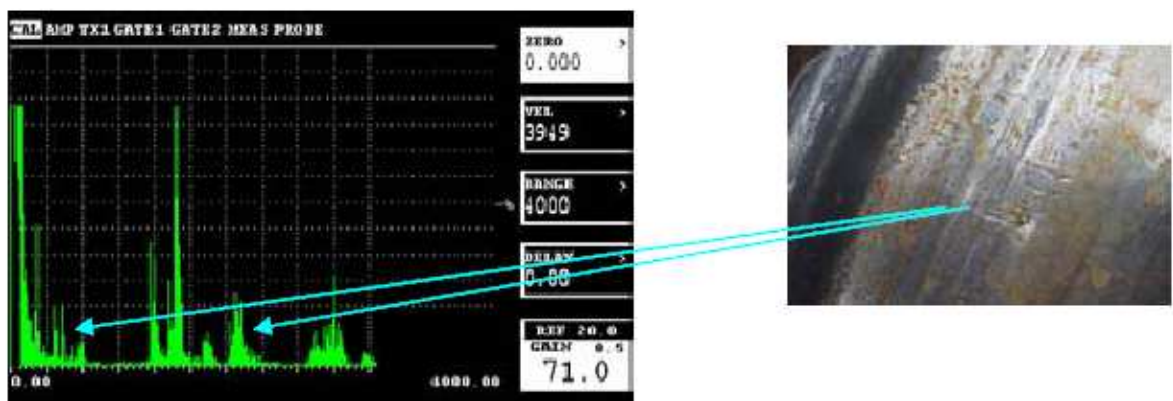 CAL AMP TX1 GATE1 GATE2 MEAS PROBE
ZERO >
0.000
VEL >
3949
RANGE >
4000
DELAY >
0.00
REF 20.0
GAIN 0.5
71.0
0.00 4000.00